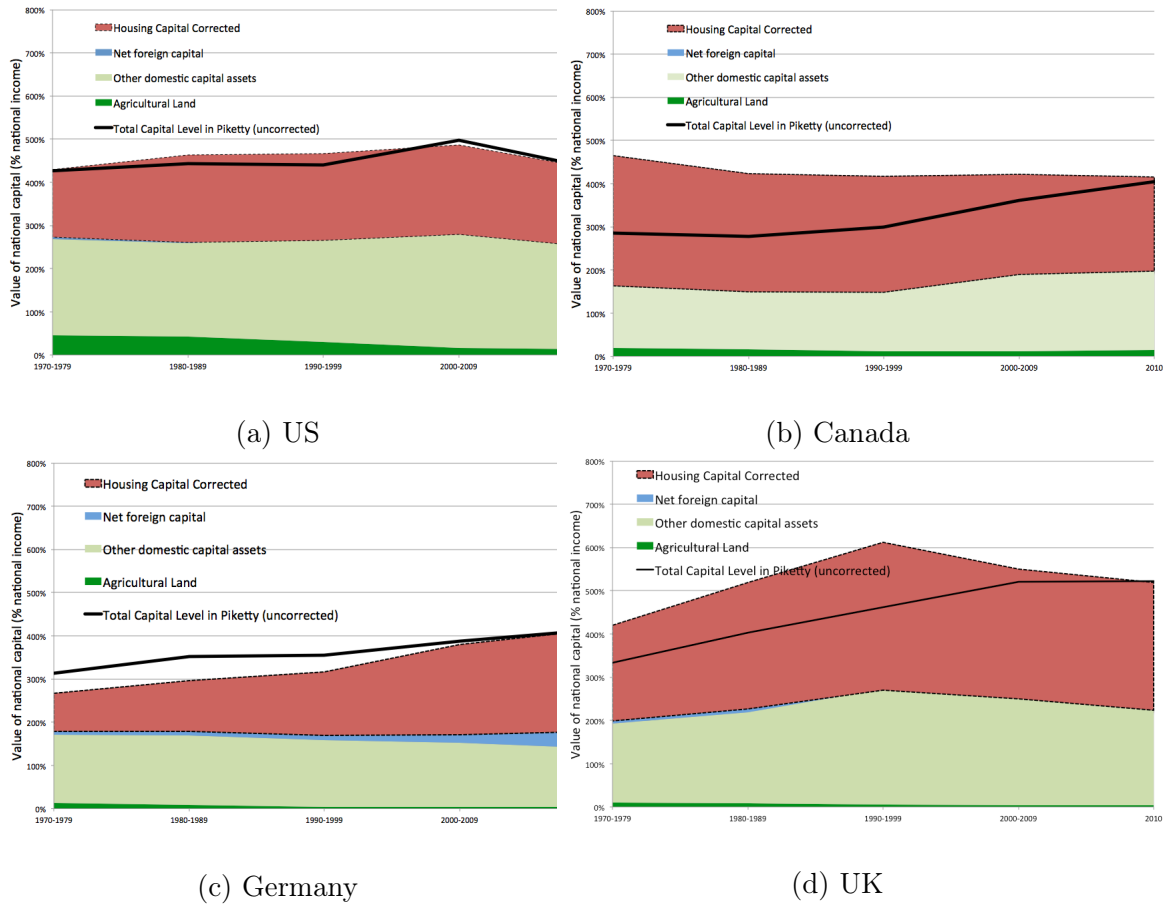 Value of national capital (% national income)
800%
700%
600%
500%
400%
300%
200%
100%
0%
Housing Capital Corrected
Net foreign capital
Other domestic capital assets
Agricultural Land
Total Capital Level in Piketty (uncorrected)
1970-1979 1980-1989 1990-1999 2000-2009
(a) US
Value of national capital (% national income)
800%
700%
600%
500%
400%
300%
200%
100%
0%
Housing Capital Corrected
Net foreign capital
Other domestic capital assets
Agricultural Land
Total Capital Level in Piketty (uncorrected)
1970-1979 1980-1989 1990-1999 2000-2009 2010
(b) Canada
Value of national capital (% national income)
800%
700%
600%
500%
400%
300%
200%
100%
0%
Housing Capital Corrected
Net foreign capital
Other domestic capital assets
Agricultural Land
Total Capital Level in Piketty (uncorrected)
1970-1979 1980-1989 1990-1999 2000-2009
(c) Germany
Value of national capital (% national income)
800%
700%
600%
500%
400%
300%
200%
100%
0%
Housing Capital Corrected
Net foreign capital
Other domestic capital assets
Agricultural Land
Total Capital Level in Piketty (uncorrected)
1970-1979 1980-1989 1990-1999 2000-2009 2010
(d) UK